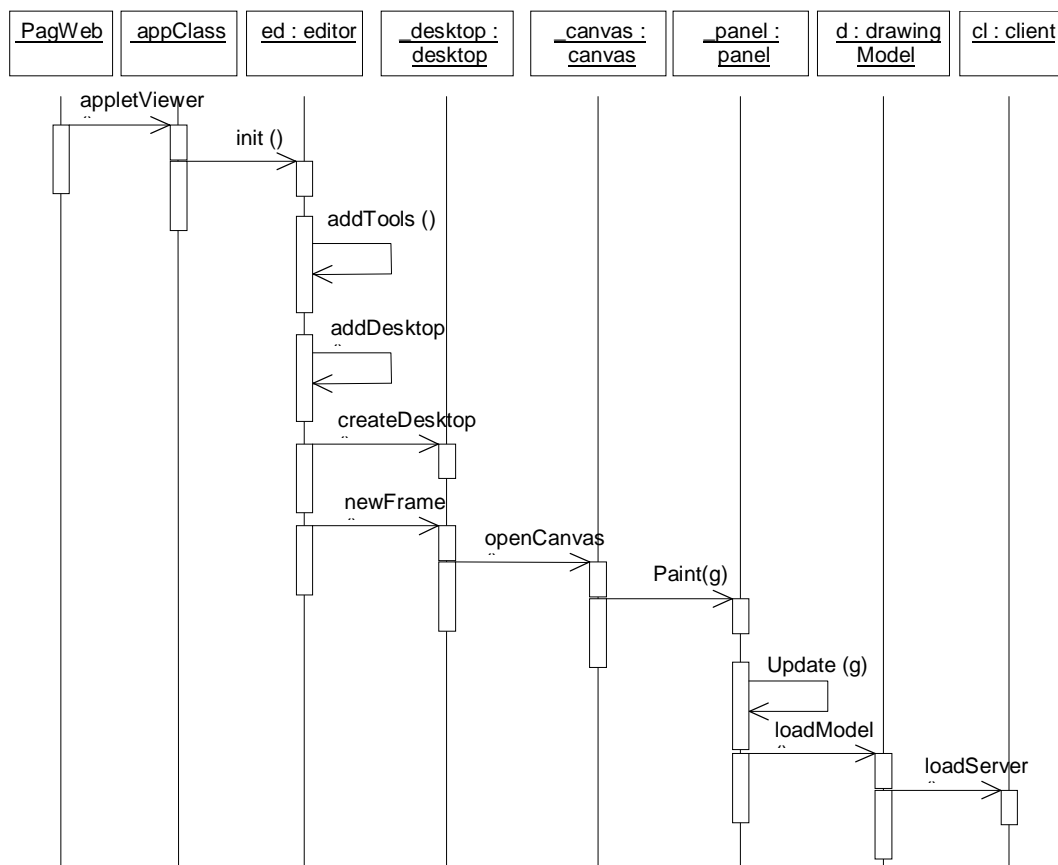 PagWeb
appClass
ed : editor
_desktop :
desktop
_canvas :
canvas
_panel :
panel
d : drawing
Model
cl : client
appletViewer
()
init ()
addTools ()
addDesktop
()
createDesktop
()
newFrame
()
openCanvas
()
Paint(g)
Update (g)
loadModel
()
loadServer
()